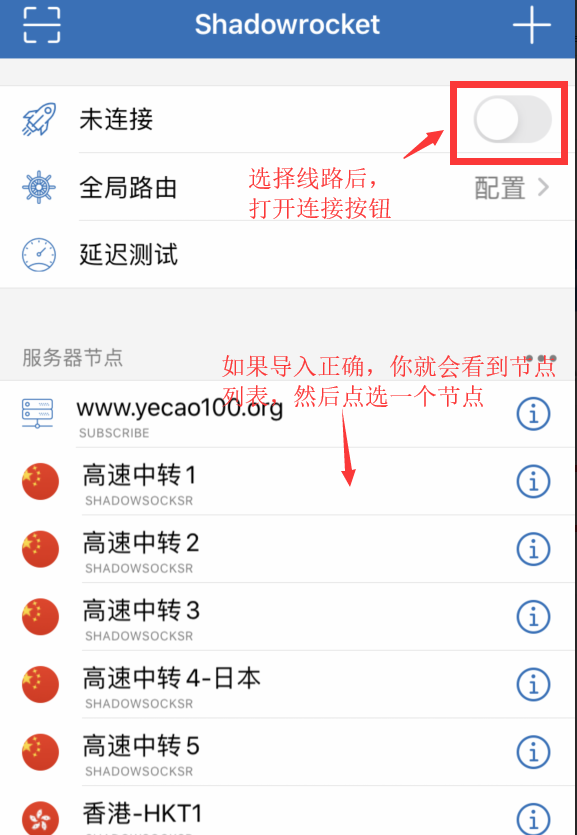 Shadowrocket
未连接
全局路由
配置
选择线路后，
打开连接按钮
延迟测试
服务器节点
如果导入正确，你就会看到节点
列表，然后点选一个节点
www.yecao100.org
SUBSCRIBE
高速中转1
SHADOWSOCKSR
高速中转2
SHADOWSOCKSR
高速中转3
SHADOWSOCKSR
高速中转4-日本
SHADOWSOCKSR
高速中转5
SHADOWSOCKSR
香港-HKT1